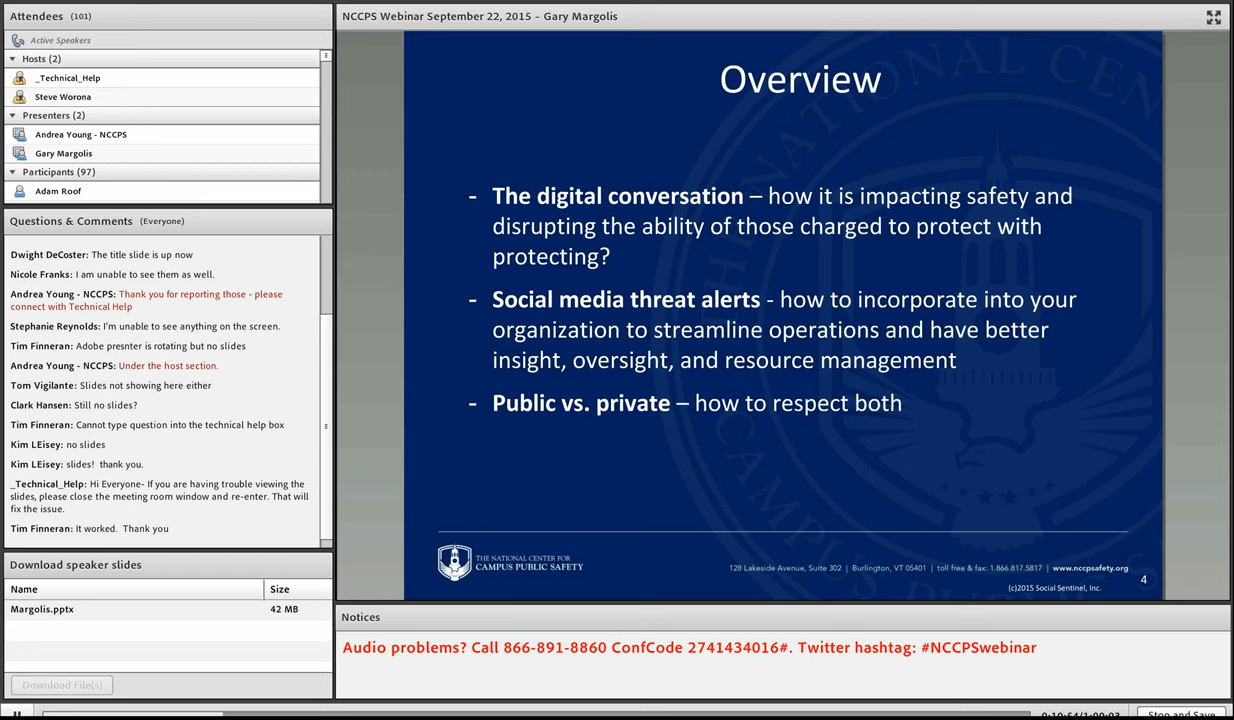 Attendees (101)
Active Speakers
Hosts (2)
_Technical_Help
Steve Worona
Presenters (2)
Andrea Young - NCCPS
Gary Margolis
Participants (97)
Adam Roof
Questions & Comments (Everyone)
Dwight DeCoster: The title slide is up now
Nicole Franks: I am unable to see them as well.
Andrea Young - NCCPS: Thank you for reporting those - please
connect with Technical Help
Stephanie Reynolds: I'm unable to see anything on the screen.
Tim Finneran: Adobe presnter is rotating but no slides
Andrea Young - NCCPS: Under the host section.
Tom Vigilante: Slides not showing here either
Clark Hansen: Still no slides?
Tim Finneran: Cannot type question into the technical help box
Kim LEisey: no slides
Kim LEisey: slides! thank you.
_Technical_Help: Hi Everyone- If you are having trouble viewing the
slides, please close the meeting room window and re-enter. That will
fix the issue.
Tim Finneran: It worked. Thank you
Download speaker slides
Name Size
Margolis.pptx 42 MB
Download File(s)
NCCPS Webinar September 22, 2015 - Gary Margolis
Overview
- The digital conversation – how it is impacting safety and
disrupting the ability of those charged to protect with
protecting?
- Social media threat alerts - how to incorporate into your
organization to streamline operations and have better
insight, oversight, and resource management
- Public vs. private – how to respect both
THE NATIONAL CENTER FOR
CAMPUS PUBLIC SAFETY
128 Lakeside Avenue, Suite 302 | Burlington, VT 05401 | toll free & fax: 1.866.817.5817 | www.nccpsafety.org
4
(c)2015 Social Sentinel, Inc.
Notices
Audio problems? Call 866-891-8860 ConfCode 2741434016#. Twitter hashtag: #NCCPSwebinar
0:10:54/1:00:03
Stop and Save